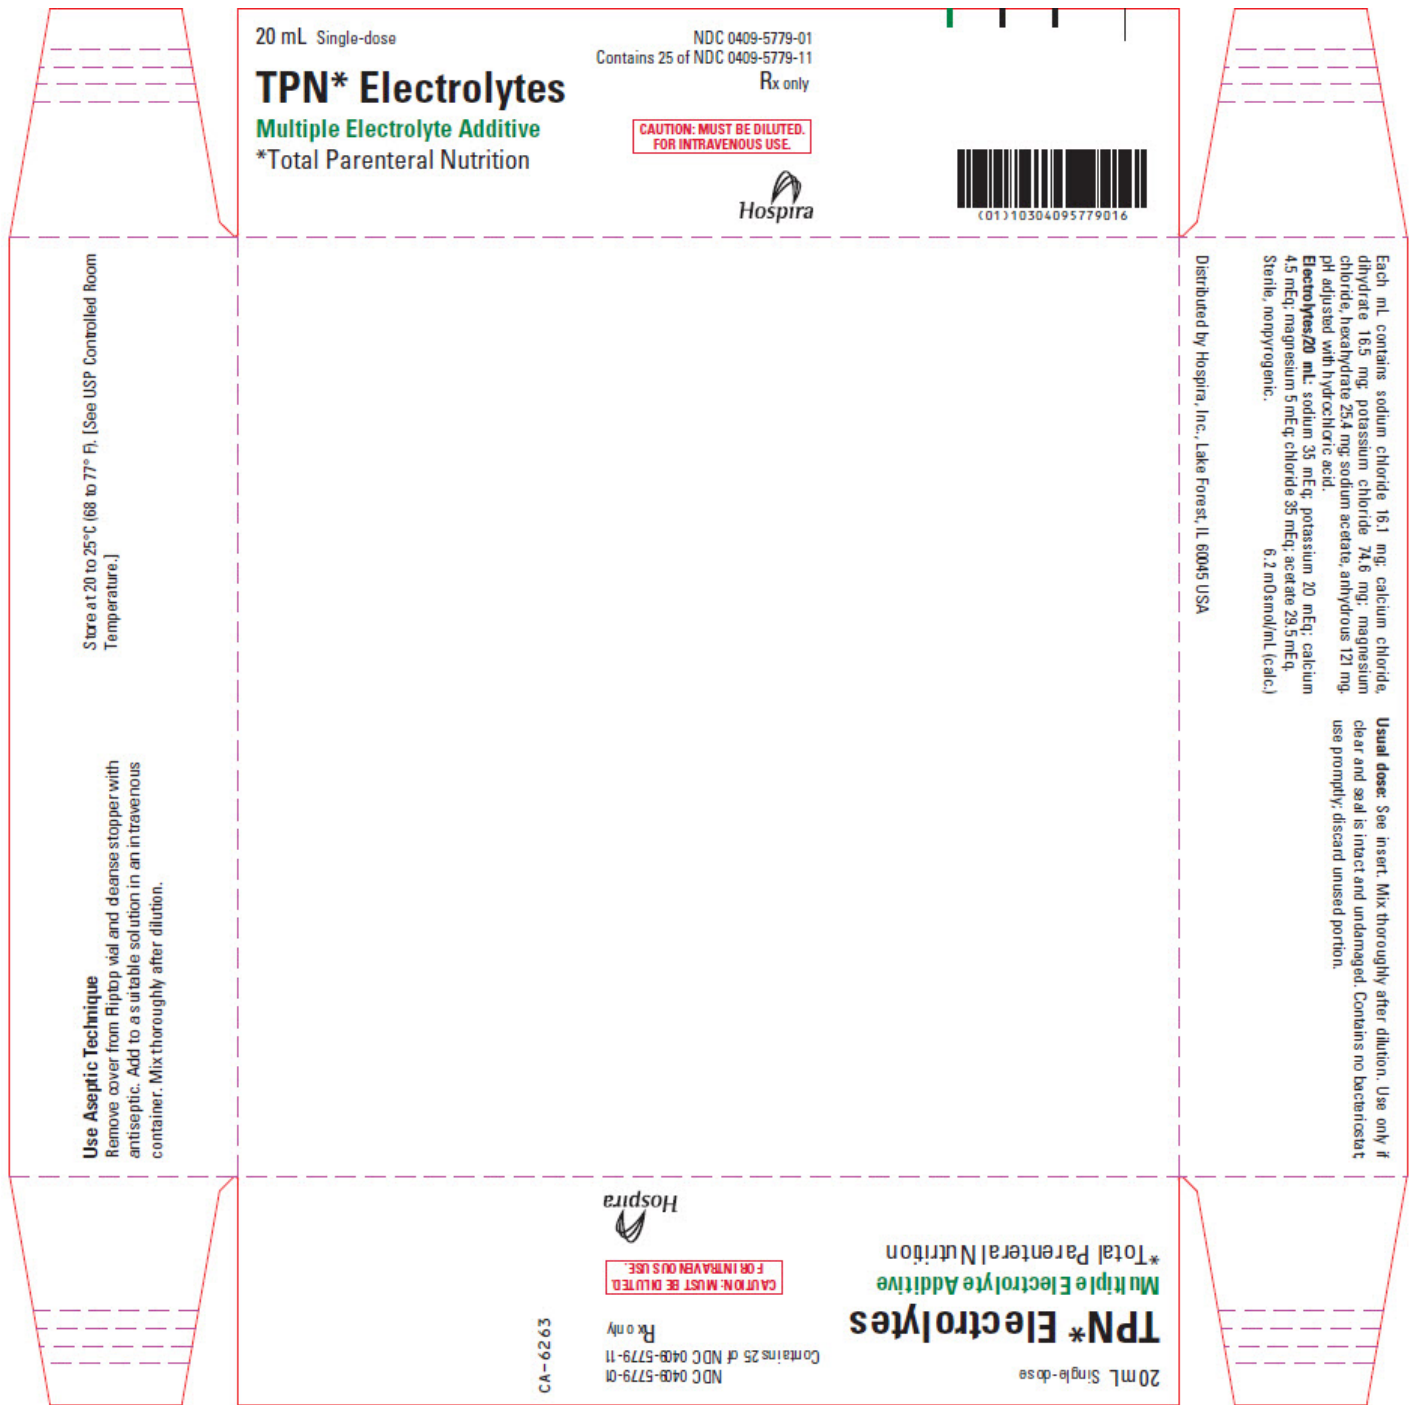 20 mL Single-dose
TPN* Electrolytes
Multiple Electrolyte Additive
*Total Parenteral Nutrition
NDC 0409-5779-01
Contains 25 of NDC 0409-5779-11
Rx only
CAUTION: MUST BE DILUTED.
FOR INTRAVENOUS USE.
Hospira
(01)10304095779016
Store at 20 to 25°C (68 to 77° F). [See USP Controlled Room
Temperature.]
Use Aseptic Technique
Remove cover from fliptop vial and cleanse stopper with
antiseptic. Add to a suitable solution in an intravenous
container. Mix thoroughly after dilution.
Each mL contains sodium chloride 16.1 mg; calcium chloride,
dihydrate 16.5 mg; potassium chloride 74.6 mg; magnesium
chloride, hexahydrate 25.4 mg; sodium acetate, anhydrous 121 mg.
pH adjusted with hydrochloric acid.
Electrolytes/20 mL: sodium 35 mEq; potassium 20 mEq; calcium
4.5 mEq; magnesium 5 mEq; chloride 35 mEq; acetate 29.5 mEq.
Sterile, nonpyrogenic. 6.2 mOsmol/mL (calc.)
Distributed by Hospira, Inc., Lake Forest, IL 60045 USA
Usual dose: See insert. Mix thoroughly after dilution. Use only if
clear and seal is intact and undamaged. Contains no bacteriostat;
use promptly; discard unused portion.
20 mL Single-dose
TPN* Electrolytes
Multiple Electrolyte Additive
*Total Parenteral Nutrition
NDC 0409-5779-01
Contains 25 of NDC 0409-5779-11
Rx only
CAUTION: MUST BE DILUTED.
FOR INTRAVENOUS USE.
Hospira
CA-6263